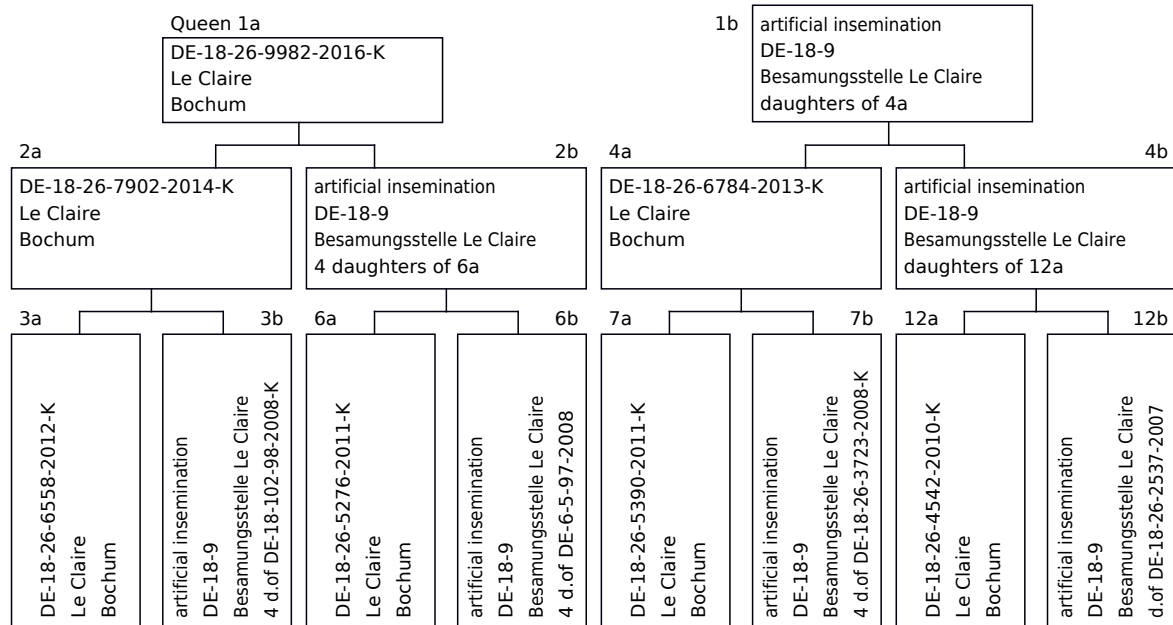 Queen 1a
DE-18-26-9982-2016-K
Le Claire
Bochum
1b
artificial insemination
DE-18-9
Besamungsstelle Le Claire
daughters of 4a
2a
DE-18-26-7902-2014-K
Le Claire
Bochum
2b
artificial insemination
DE-18-9
Besamungsstelle Le Claire
4 daughters of 6a
4a
DE-18-26-6784-2013-K
Le Claire
Bochum
4b
artificial insemination
DE-18-9
Besamungsstelle Le Claire
daughters of 12a
3a
DE-18-26-6558-2012-K
Le Claire
Bochum
3b
artificial insemination
DE-18-9
Besamungsstelle Le Claire
4 d.of DE-18-102-98-2008-K
6a
DE-18-26-5276-2011-K
Le Claire
Bochum
6b
artificial insemination
DE-18-9
Besamungsstelle Le Claire
4 d.of DE-6-5-97-2008
7a
DE-18-26-5390-2011-K
Le Claire
Bochum
7b
artificial insemination
DE-18-9
Besamungsstelle Le Claire
4 d.of DE-18-26-3723-2008-K
12a
DE-18-26-4542-2010-K
Le Claire
Bochum
12b
artificial insemination
DE-18-9
Besamungsstelle Le Claire
d.of DE-18-26-2537-2007